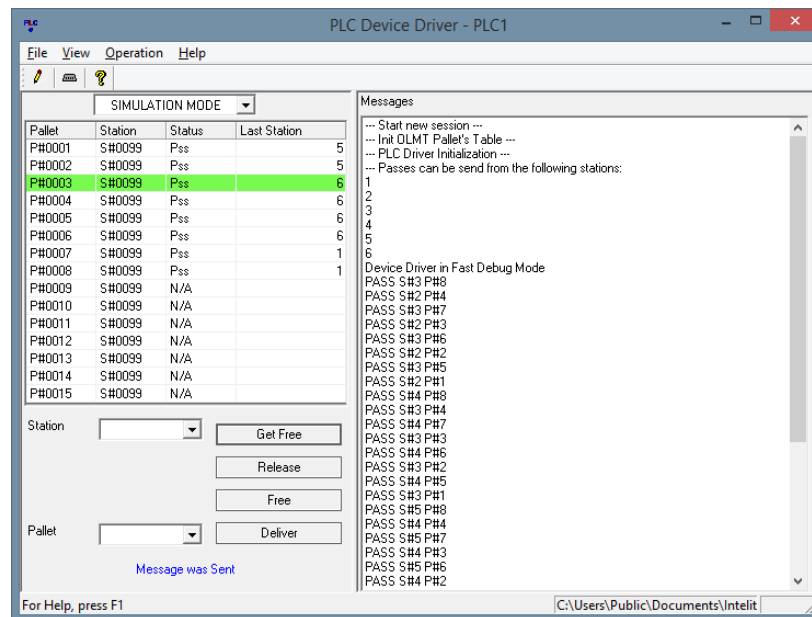 PLC
PLC Device Driver - PLC1
File View Operation Help
SIMULATION MODE
Pallet Station Status Last Station
P#0001 S#0099 Pss 5
P#0002 S#0099 Pss 5
P#0003 S#0099 Pss 6
P#0004 S#0099 Pss 6
P#0005 S#0099 Pss 6
P#0006 S#0099 Pss 6
P#0007 S#0099 Pss 1
P#0008 S#0099 Pss 1
P#0009 S#0099 N/A
P#0010 S#0099 N/A
P#0011 S#0099 N/A
P#0012 S#0099 N/A
P#0013 S#0099 N/A
P#0014 S#0099 N/A
P#0015 S#0099 N/A
Station
Get Free
Release
Free
Pallet
Deliver
Message was Sent
Messages
--- Start new session ---
--- Init OLMT Pallet's Table ---
--- PLC Driver Initialization ---
--- Passes can be send from the following stations:
1
2
3
4
5
6
Device Driver in Fast Debug Mode
PASS S#3 P#8
PASS S#2 P#4
PASS S#3 P#7
PASS S#2 P#3
PASS S#3 P#6
PASS S#2 P#2
PASS S#3 P#5
PASS S#2 P#1
PASS S#4 P#8
PASS S#3 P#4
PASS S#4 P#7
PASS S#3 P#3
PASS S#4 P#6
PASS S#3 P#2
PASS S#4 P#5
PASS S#3 P#1
PASS S#5 P#8
PASS S#4 P#4
PASS S#5 P#7
PASS S#4 P#3
PASS S#5 P#6
PASS S#4 P#2
For Help, press F1
C:\Users\Public\Documents\Intelit